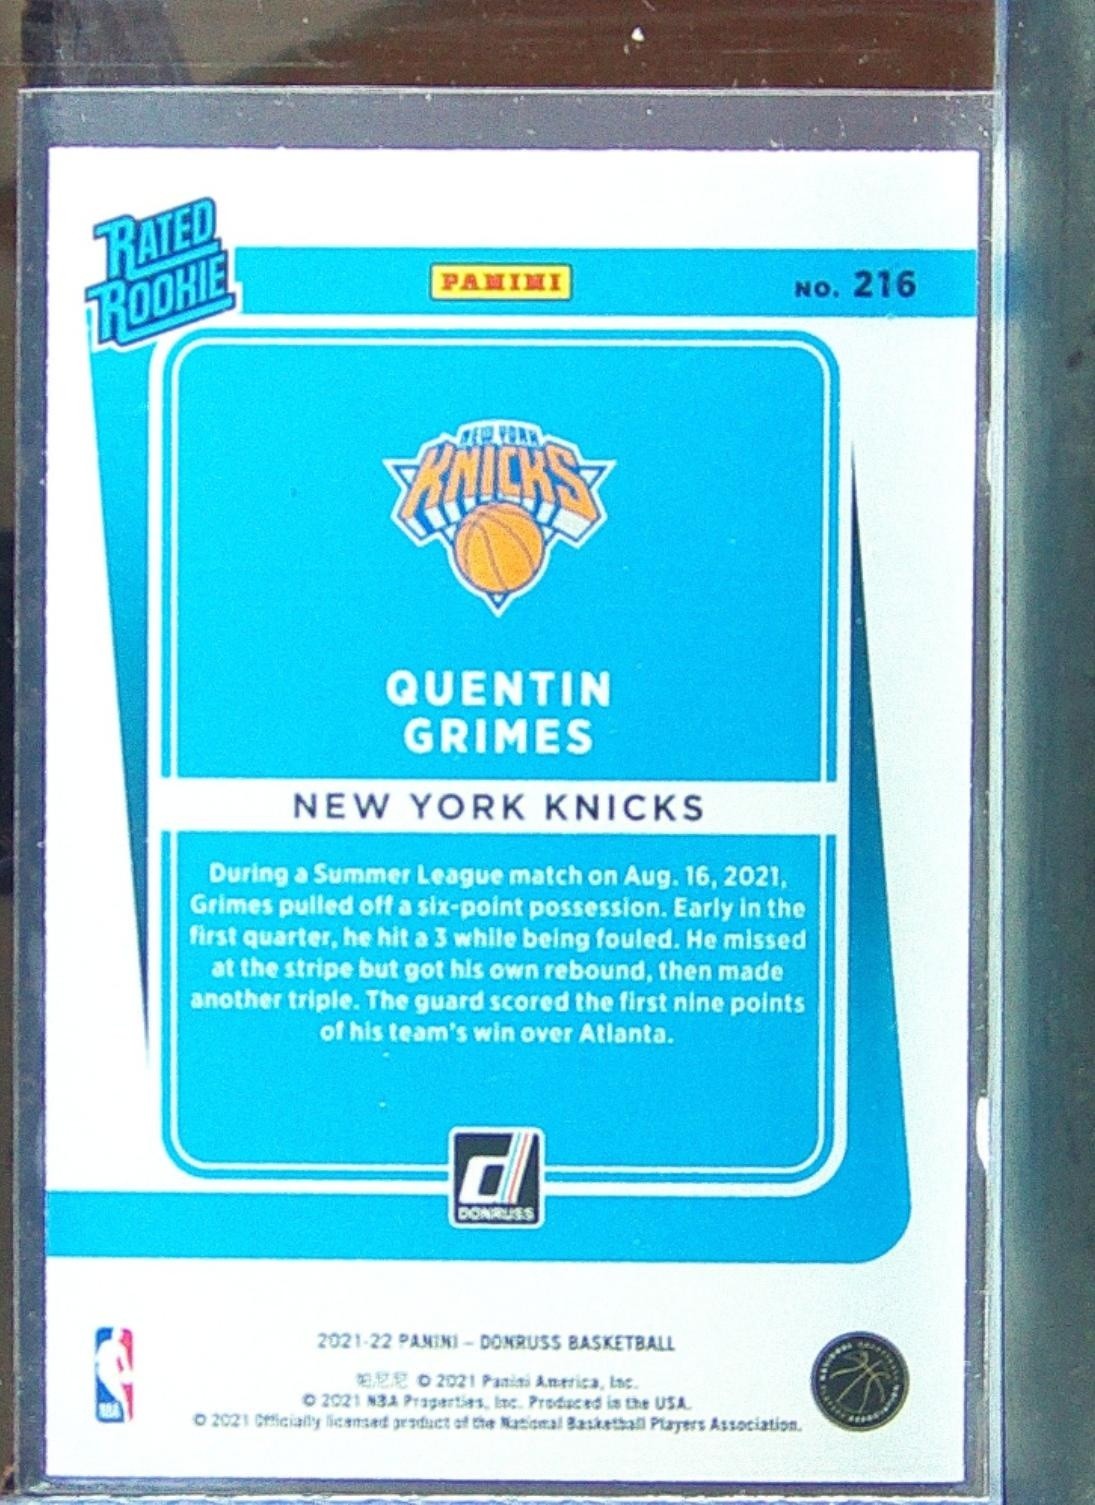 RATED
ROOKIE
PANINI
NO. 216
NEW YORK
KNICKS
QUENTIN
GRIMES
NEW YORK KNICKS
During a Summer League match on Aug. 16, 2021,
Grimes pulled off a six-point possession. Early in the
first quarter, he hit a 3 while being fouled. He missed
at the stripe but got his own rebound, then made
another triple. The guard scored the first nine points
of his team's win over Atlanta.
d
DONRUSS
2021-22 PANINI – DONRUSS BASKETBALL
帕尼尼 © 2021 Panini America, Inc.
© 2021 NBA Properties, Inc. Produced in the USA.
© 2021 Officially licensed product of the National Basketball Players Association.
NBA